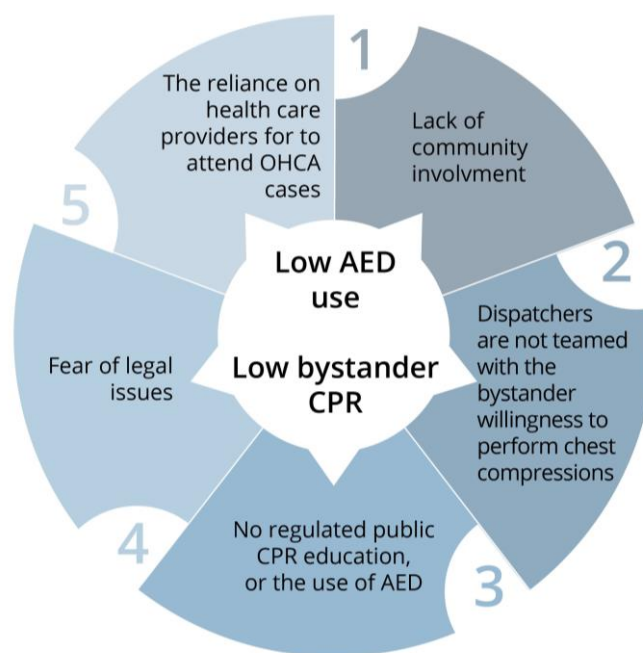 1
Lack of
community
involvment
2
Dispatchers
are not teamed
with the
bystander
willingness to
perform chest
compressions
3
No regulated public
CPR education,
or the use of AED
4
Fear of legal
issues
5
The reliance on
health care
providers for to
attend OHCA
cases
Low AED
use
Low bystander
CPR